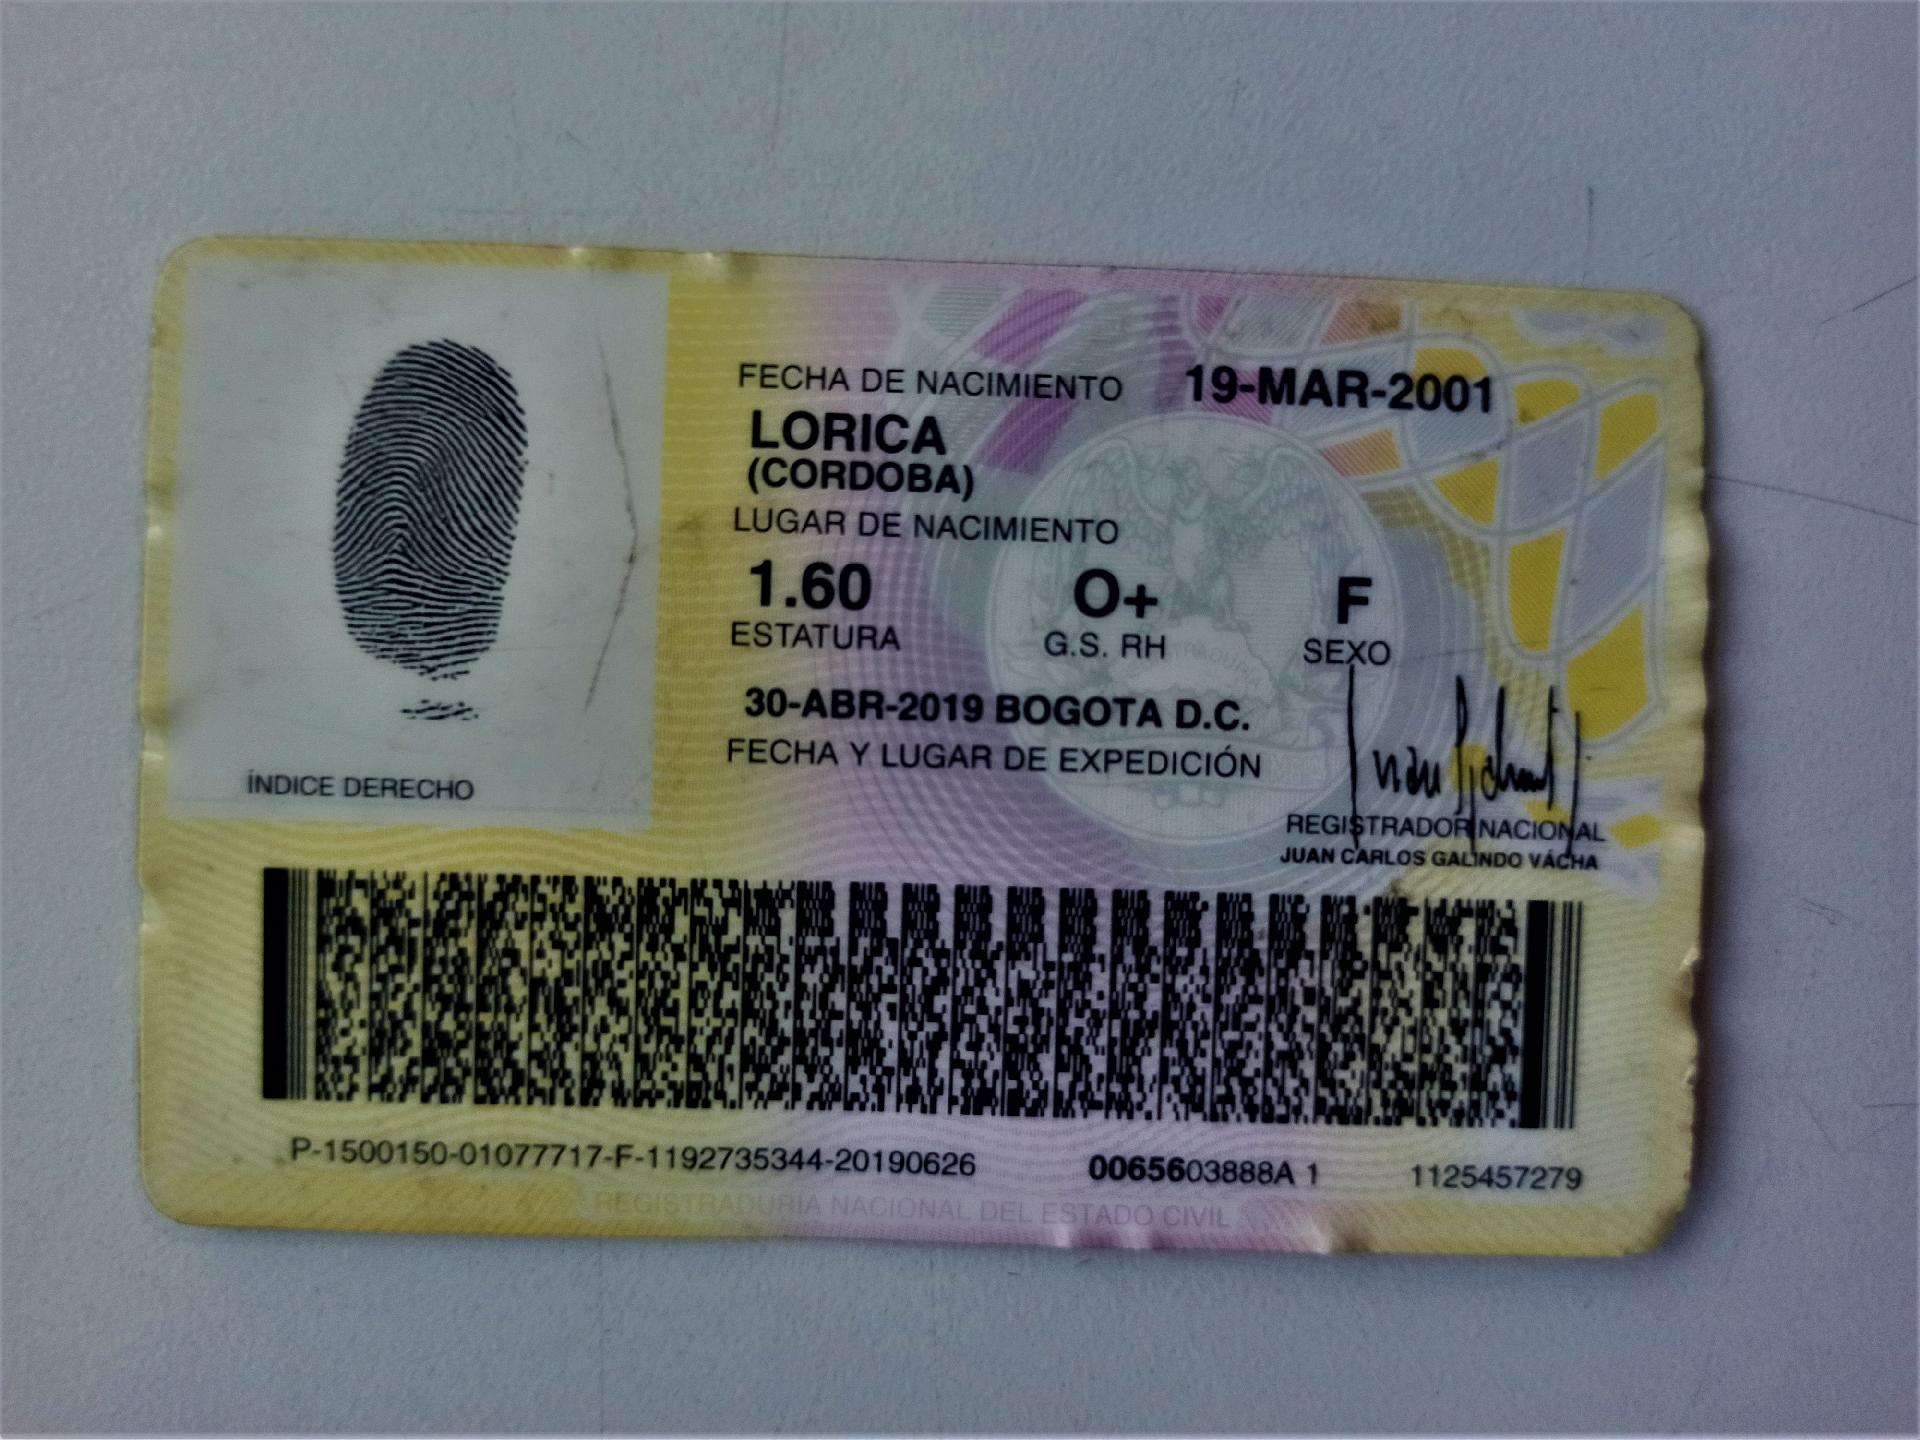 FECHA DE NACIMIENTO 19-MAR-2001
LORICA
(CORDOBA)
LUGAR DE NACIMIENTO
1.60 O+ F
ESTATURA G.S. RH SEXO
30-ABR-2019 BOGOTA D.C.
FECHA Y LUGAR DE EXPEDICIÓN
ÍNDICE DERECHO
REGISTRADOR NACIONAL
JUAN CARLOS GALINDO VÁCHA
P-1500150-01077717-F-1192735344-20190626 0065603888A 1 1125457279
REGISTRADURIA NACIONAL DEL ESTADO CIVIL